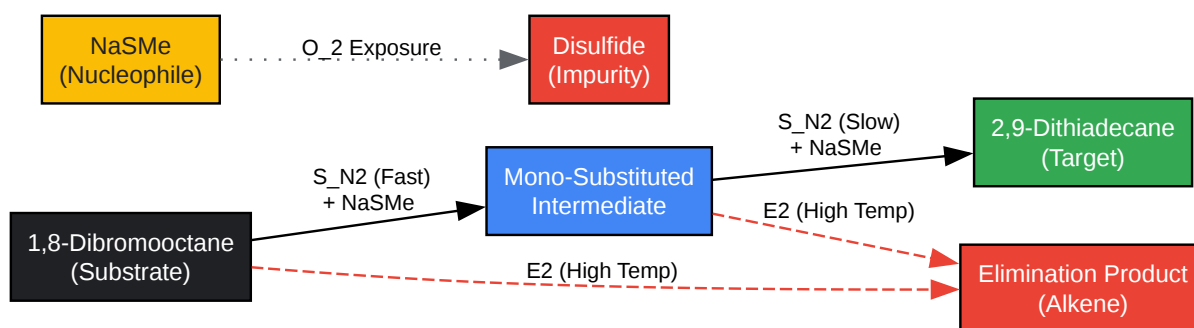 NaSMe
(Nucleophile)
O_2 Exposure
Disulfide
(Impurity)
S_N2 (Slow)
+ NaSMe
2,9-Dithiadecane
(Target)
S_N2 (Fast)
+ NaSMe
Mono-Substituted
Intermediate
E2 (High Temp)
1,8-Dibromooctane
(Substrate)
E2 (High Temp)
Elimination Product
(Alkene)